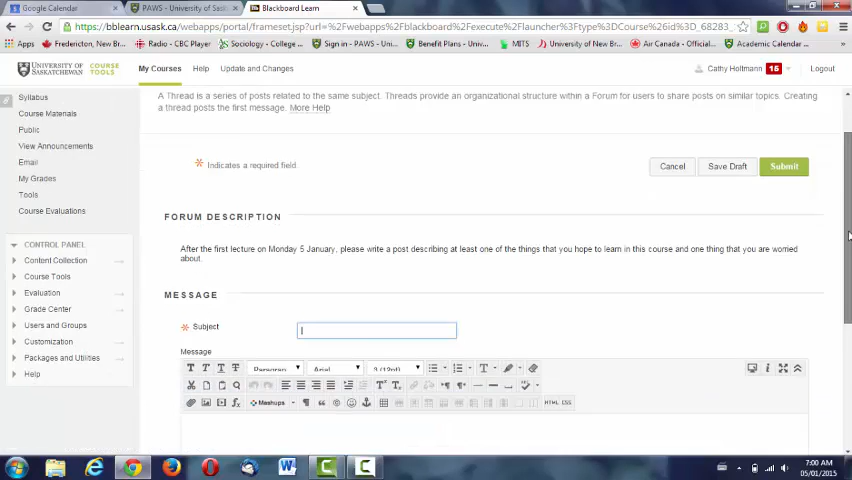 Google Calendar
PAWS - University of Sas
Blackboard Learn
https://bblearn.usask.ca/webapps/portal/frameset.jsp?url=%2Fwebapps%2Fblackboard%2Fexecute%2Flauncher%3Ftype%3DCourse%26id%3D_68283_
Apps
Fredericton, New Br...
Radio - CBC Player
Sociology - College ...
Sign in - PAWS - Uni...
Benefit Plans - Univ...
MITS
University of New Br...
Air Canada - Official...
Academic Calendar ...
UNIVERSITY OF SASKATCHEWAN
COURSE TOOLS
My Courses
Help
Update and Changes
Cathy Holtmann
16
Logout
Syllabus
Course Materials
Public
View Announcements
Email
My Grades
Tools
Course Evaluations
CONTROL PANEL
Content Collection
Course Tools
Evaluation
Grade Center
Users and Groups
Customization
Packages and Utilities
Help
A Thread is a series of posts related to the same subject. Threads provide an organizational structure within a Forum for users to share posts on similar topics. Creating
a thread posts the first message. More Help
* Indicates a required field.
Cancel
Save Draft
Submit
FORUM DESCRIPTION
After the first lecture on Monday 5 January, please write a post describing at least one of the things that you hope to learn in this course and one thing that you are worried
about.
MESSAGE
* Subject
Message
T T T T
Paragrap
Arial
3 (12pt)
Mashups
HTML CSS
7:00 AM
05/01/2015